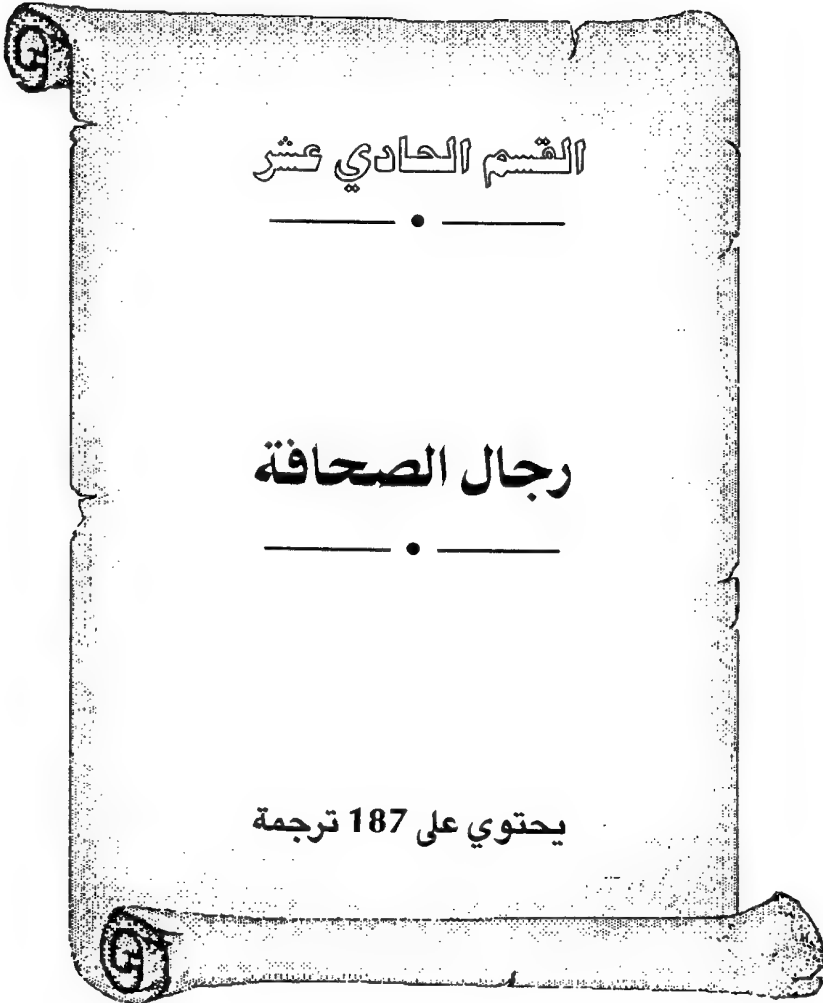 القسم الحادي عشر
رجال الصحافة
يحتوي على 187 ترجمة